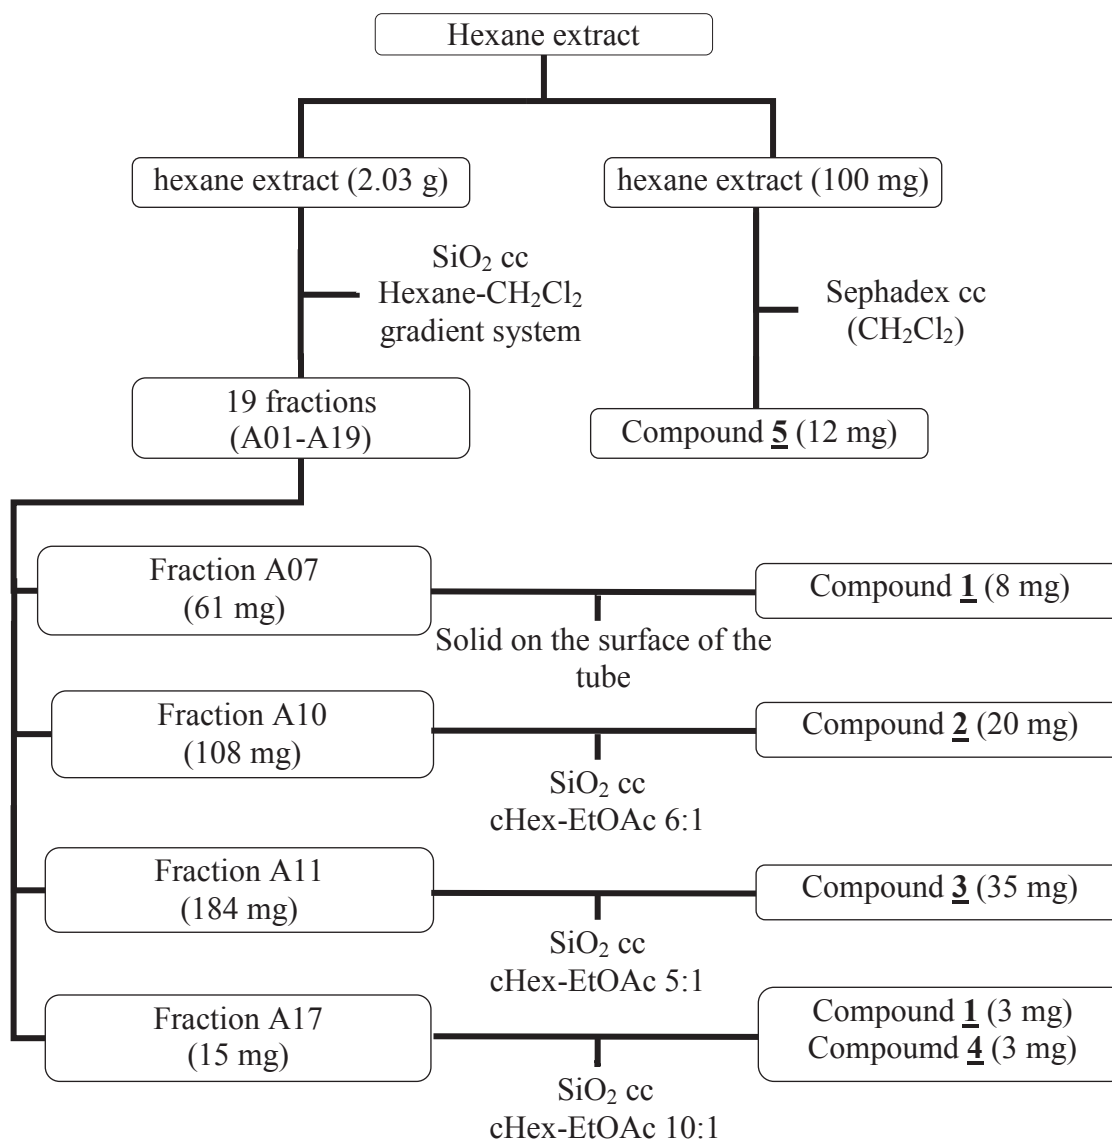 Hexane extract
hexane extract (2.03 g)
hexane extract (100 mg)
SiO₂ cc
Hexane-CH₂Cl₂
gradient system
Sephadex cc
(CH₂Cl₂)
19 fractions
(A01-A19)
Compound 5 (12 mg)
Fraction A07
(61 mg)
Solid on the surface of the
tube
Compound 1 (8 mg)
Fraction A10
(108 mg)
SiO₂ cc
cHex-EtOAc 6:1
Compound 2 (20 mg)
Fraction A11
(184 mg)
SiO₂ cc
cHex-EtOAc 5:1
Compound 3 (35 mg)
Fraction A17
(15 mg)
SiO₂ cc
cHex-EtOAc 10:1
Compound 1 (3 mg)
Compoumd 4 (3 mg)